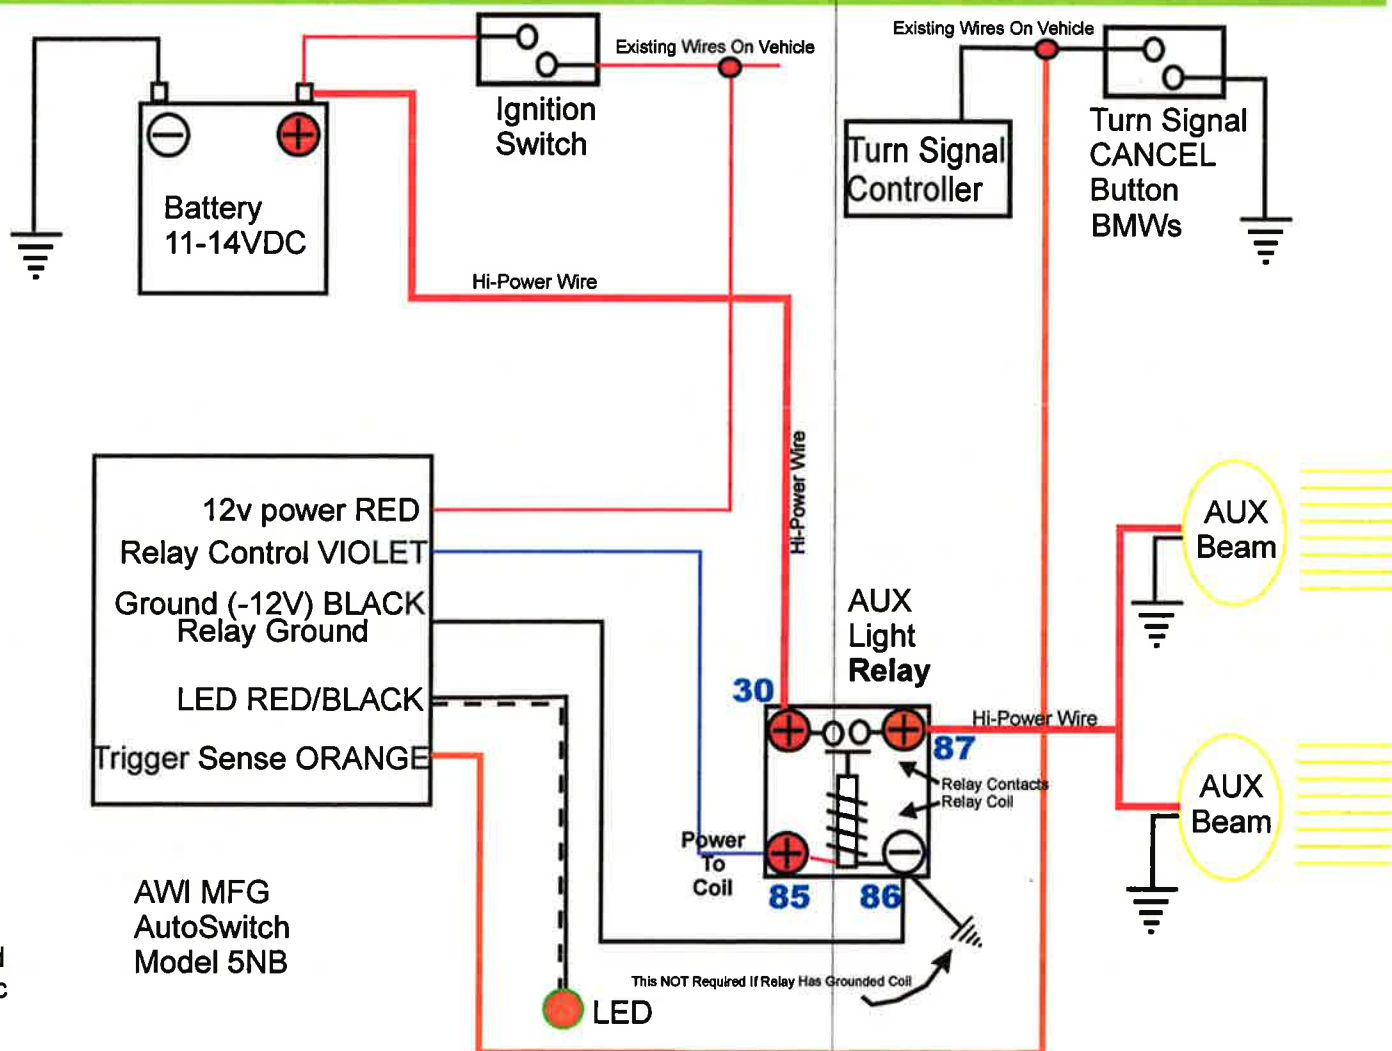 Existing Wires On Vehicle
Existing Wires On Vehicle
Ignition
Switch
Turn Signal
Controller
Turn Signal
CANCEL
Button
BMWs
Battery
11-14VDC
Hi-Power Wire
Hi-Power Wire
12v power RED
Relay Control VIOLET
Ground (-12V) BLACK
Relay Ground
LED RED/BLACK
Trigger Sense ORANGE
AUX
Beam
AUX
Light
Relay
30
87
Hi-Power Wire
Relay Contacts
Relay Coil
AUX
Beam
Power
To
Coil
85
86
AWI MFG
AutoSwitch
Model 5NB
This NOT Required If Relay Has Grounded Coil
LED